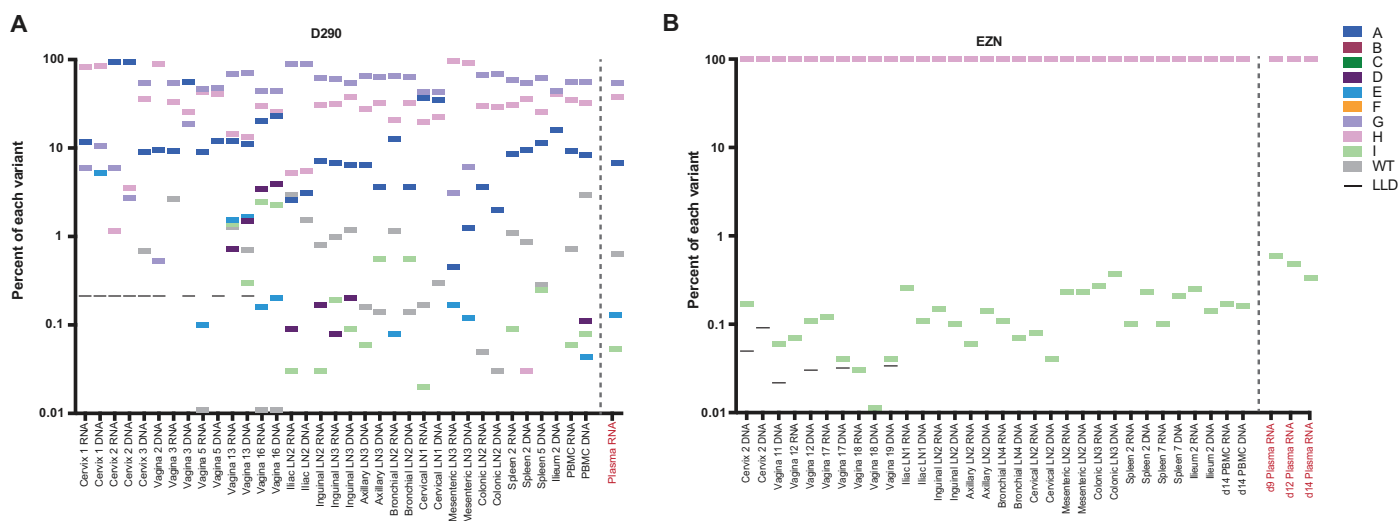 A
D290
Percent of each variant
100
10
1
0.1
0.01
Cervix 1 RNA
Cervix 1 DNA
Cervix 2 RNA
Cervix 2 DNA
Cervix 3 DNA
Vagina 2 DNA
Vagina 3 RNA
Vagina 3 DNA
Vagina 5 RNA
Vagina 5 DNA
Vagina 13 RNA
Vagina 13 DNA
Vagina 16 RNA
Vagina 16 DNA
Iliac LN2 RNA
Iliac LN2 DNA
Inguinal LN2 RNA
Inguinal LN3 RNA
Inguinal LN3 DNA
Axillary LN3 RNA
Axillary LN3 DNA
Bronchial LN2 RNA
Bronchial LN2 DNA
Cervical LN1 RNA
Cervical LN1 DNA
Mesenteric LN3 RNA
Mesenteric LN3 DNA
Colonic LN2 RNA
Colonic LN2 DNA
Spleen 2 RNA
Spleen 2 DNA
Spleen 5 DNA
Ileum 2 DNA
PBMC RNA
PBMC DNA
Plasma RNA
B
EZN
Percent of each variant
100
10
1
0.1
0.01
Cervix 2 DNA
Cervix 2 DNA
Vagina 11 DNA
Vagina 12 RNA
Vagina 12 DNA
Vagina 17 RNA
Vagina 17 DNA
Vagina 18 RNA
Vagina 18 DNA
Vagina 19 DNA
Iliac LN1 RNA
Iliac LN1 DNA
Inguinal LN2 RNA
Inguinal LN2 DNA
Axillary LN2 RNA
Axillary LN2 DNA
Bronchial LN4 RNA
Bronchial LN4 DNA
Cervical LN2 RNA
Cervical LN2 DNA
Mesenteric LN2 RNA
Mesenteric LN2 DNA
Colonic LN3 RNA
Colonic LN3 DNA
Spleen 2 RNA
Spleen 2 DNA
Spleen 7 RNA
Spleen 7 DNA
Ilieum 2 RNA
Ileum 2 DNA
d14 PBMC RNA
d14 PBMC DNA
d9 Plasma RNA
d12 Plasma RNA
d14 Plasma RNA
A
B
C
D
E
F
G
H
I
WT
LLD